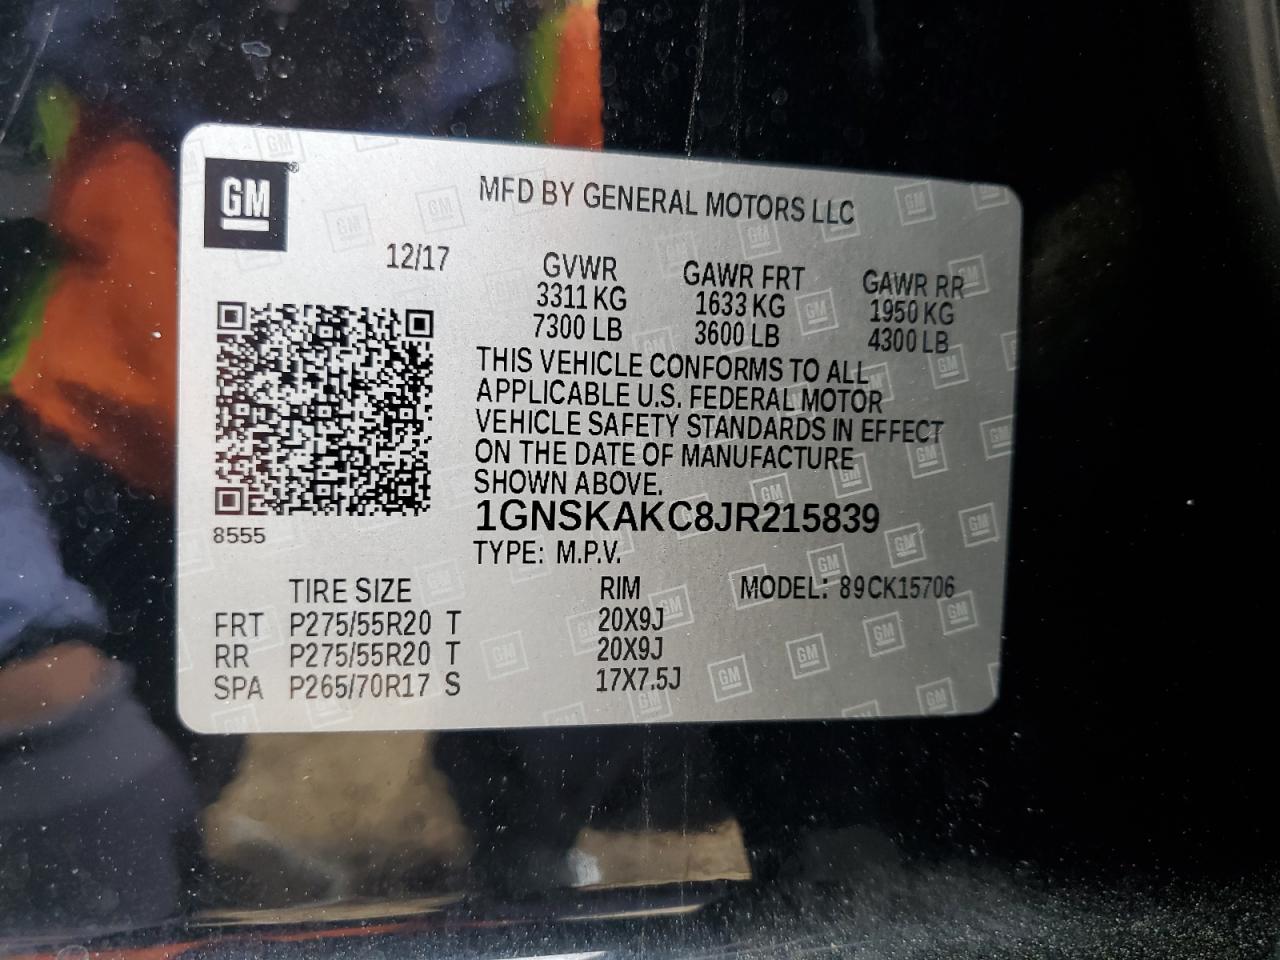 GM
MFD BY GENERAL MOTORS LLC
12/17
GVWR GAWR FRT GAWR RR
3311 KG 1633 KG 1950 KG
7300 LB 3600 LB 4300 LB
THIS VEHICLE CONFORMS TO ALL
APPLICABLE U.S. FEDERAL MOTOR
VEHICLE SAFETY STANDARDS IN EFFECT
ON THE DATE OF MANUFACTURE
SHOWN ABOVE.
1GNSKAKC8JR215839
8555
TYPE: M.P.V.
TIRE SIZE RIM MODEL: 89CK15706
FRT P275/55R20 T 20X9J
RR P275/55R20 T 20X9J
SPA P265/70R17 S 17X7.5J